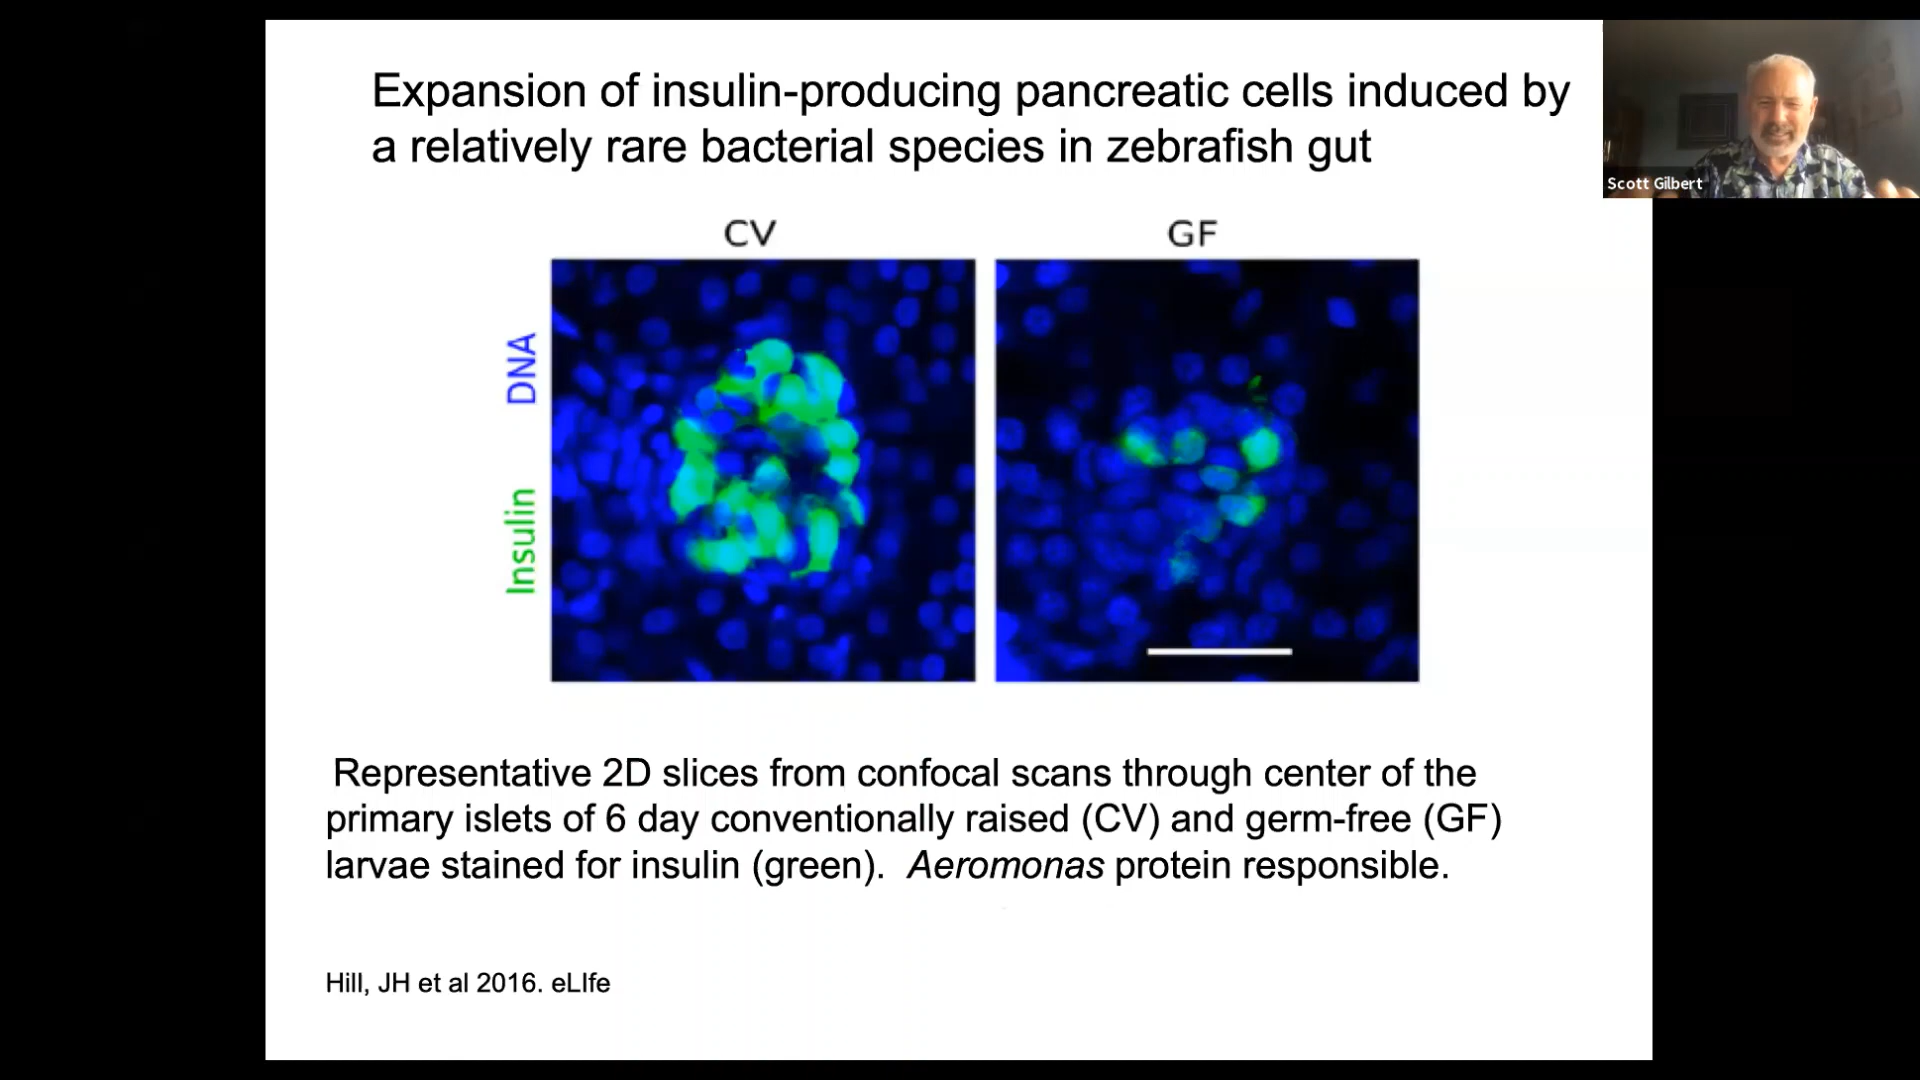 Expansion of insulin-producing pancreatic cells induced by
a relatively rare bacterial species in zebrafish gut
Scott Gilbert
CV
GF
DNA
Insulin
Representative 2D slices from confocal scans through center of the
primary islets of 6 day conventionally raised (CV) and germ-free (GF)
larvae stained for insulin (green). Aeromonas protein responsible.
Hill, JH et al 2016. eLIfe